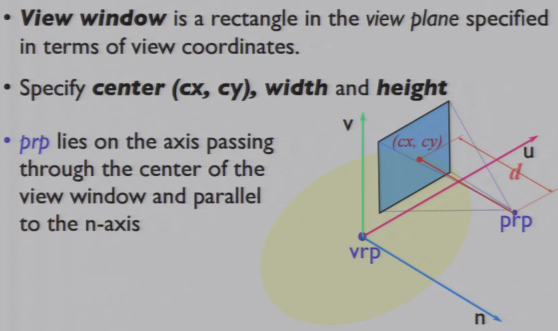 • View window is a rectangle in the view plane specified
in terms of view coordinates.
• Specify center (cx, cy), width and height
• prp lies on the axis passing
through the center of the
view window and parallel
to the n-axis
v
(cx, cy)
u
d
prp
vrp
n